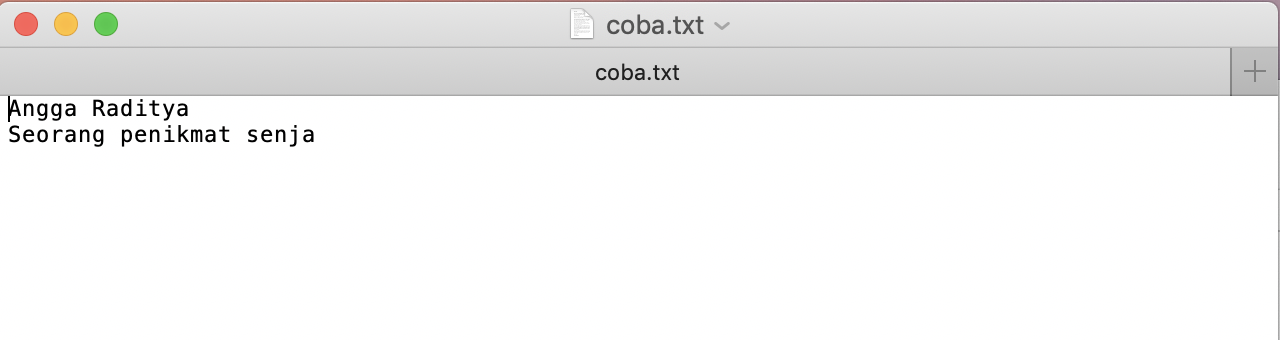 coba.txt
coba.txt
Angga Raditya
Seorang penikmat senja